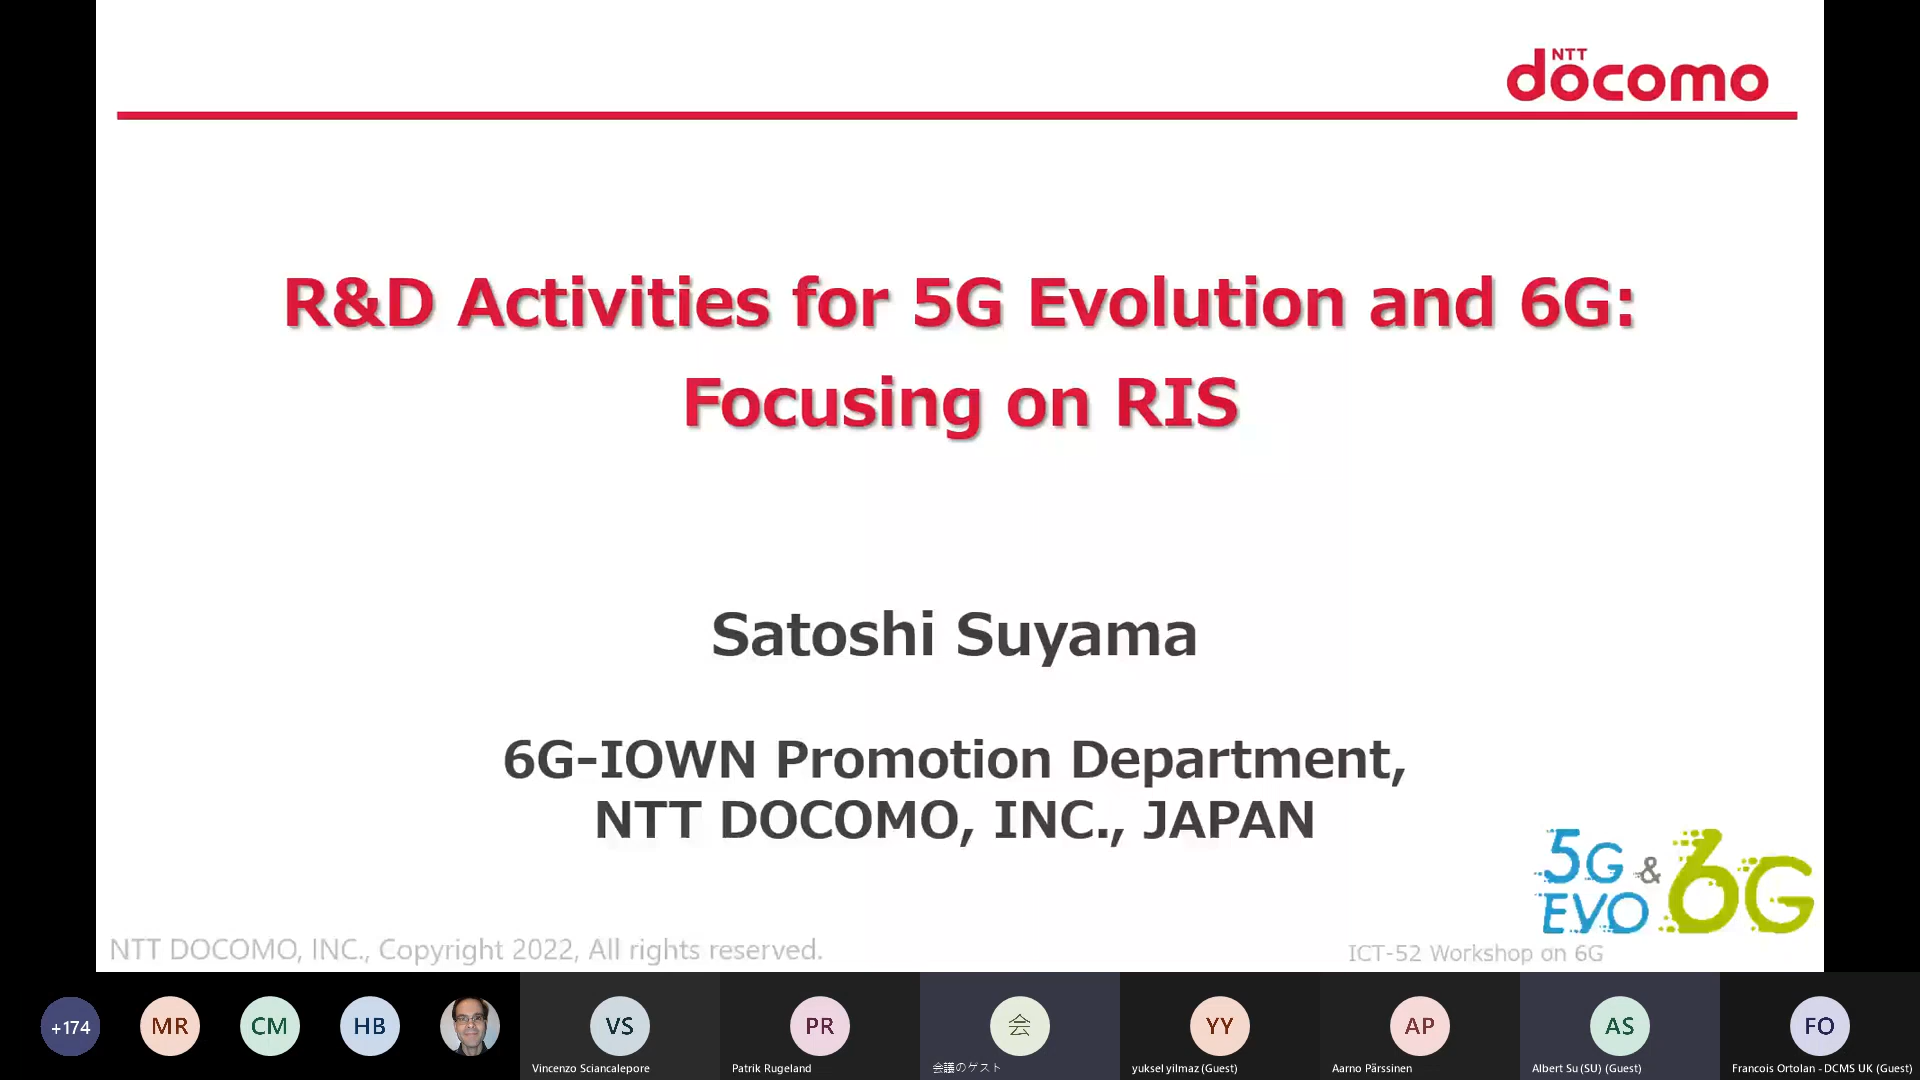 NTT
docomo
R&D Activities for 5G Evolution and 6G:
Focusing on RIS
Satoshi Suyama
6G-IOWN Promotion Department,
NTT DOCOMO, INC., JAPAN
5G & 6G
EVO
NTT DOCOMO, INC., Copyright 2022, All rights reserved.
ICT-52 Workshop on 6G
+174
MR
CM
HB
VS
Vincenzo Sciancalepore
PR
Patrik Rugeland
会
会議のゲスト
YY
yuksel yilmaz (Guest)
AP
Aarno Pärssinen
AS
Albert Su (SU) (Guest)
FO
Francois Ortolan - DCMS UK (Guest)